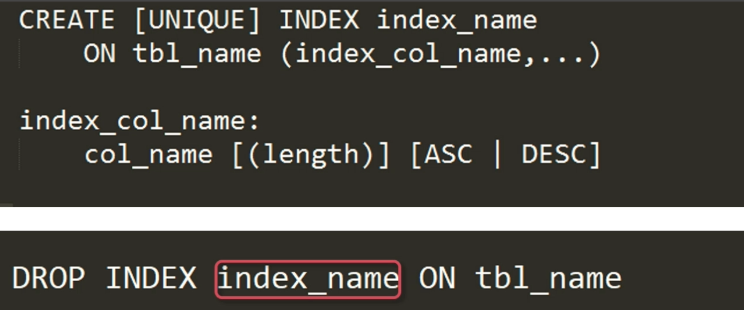 CREATE [UNIQUE] INDEX index_name
ON tbl_name (index_col_name,...)
index_col_name:
col_name [(length)] [ASC | DESC]
DROP INDEX index_name ON tbl_name